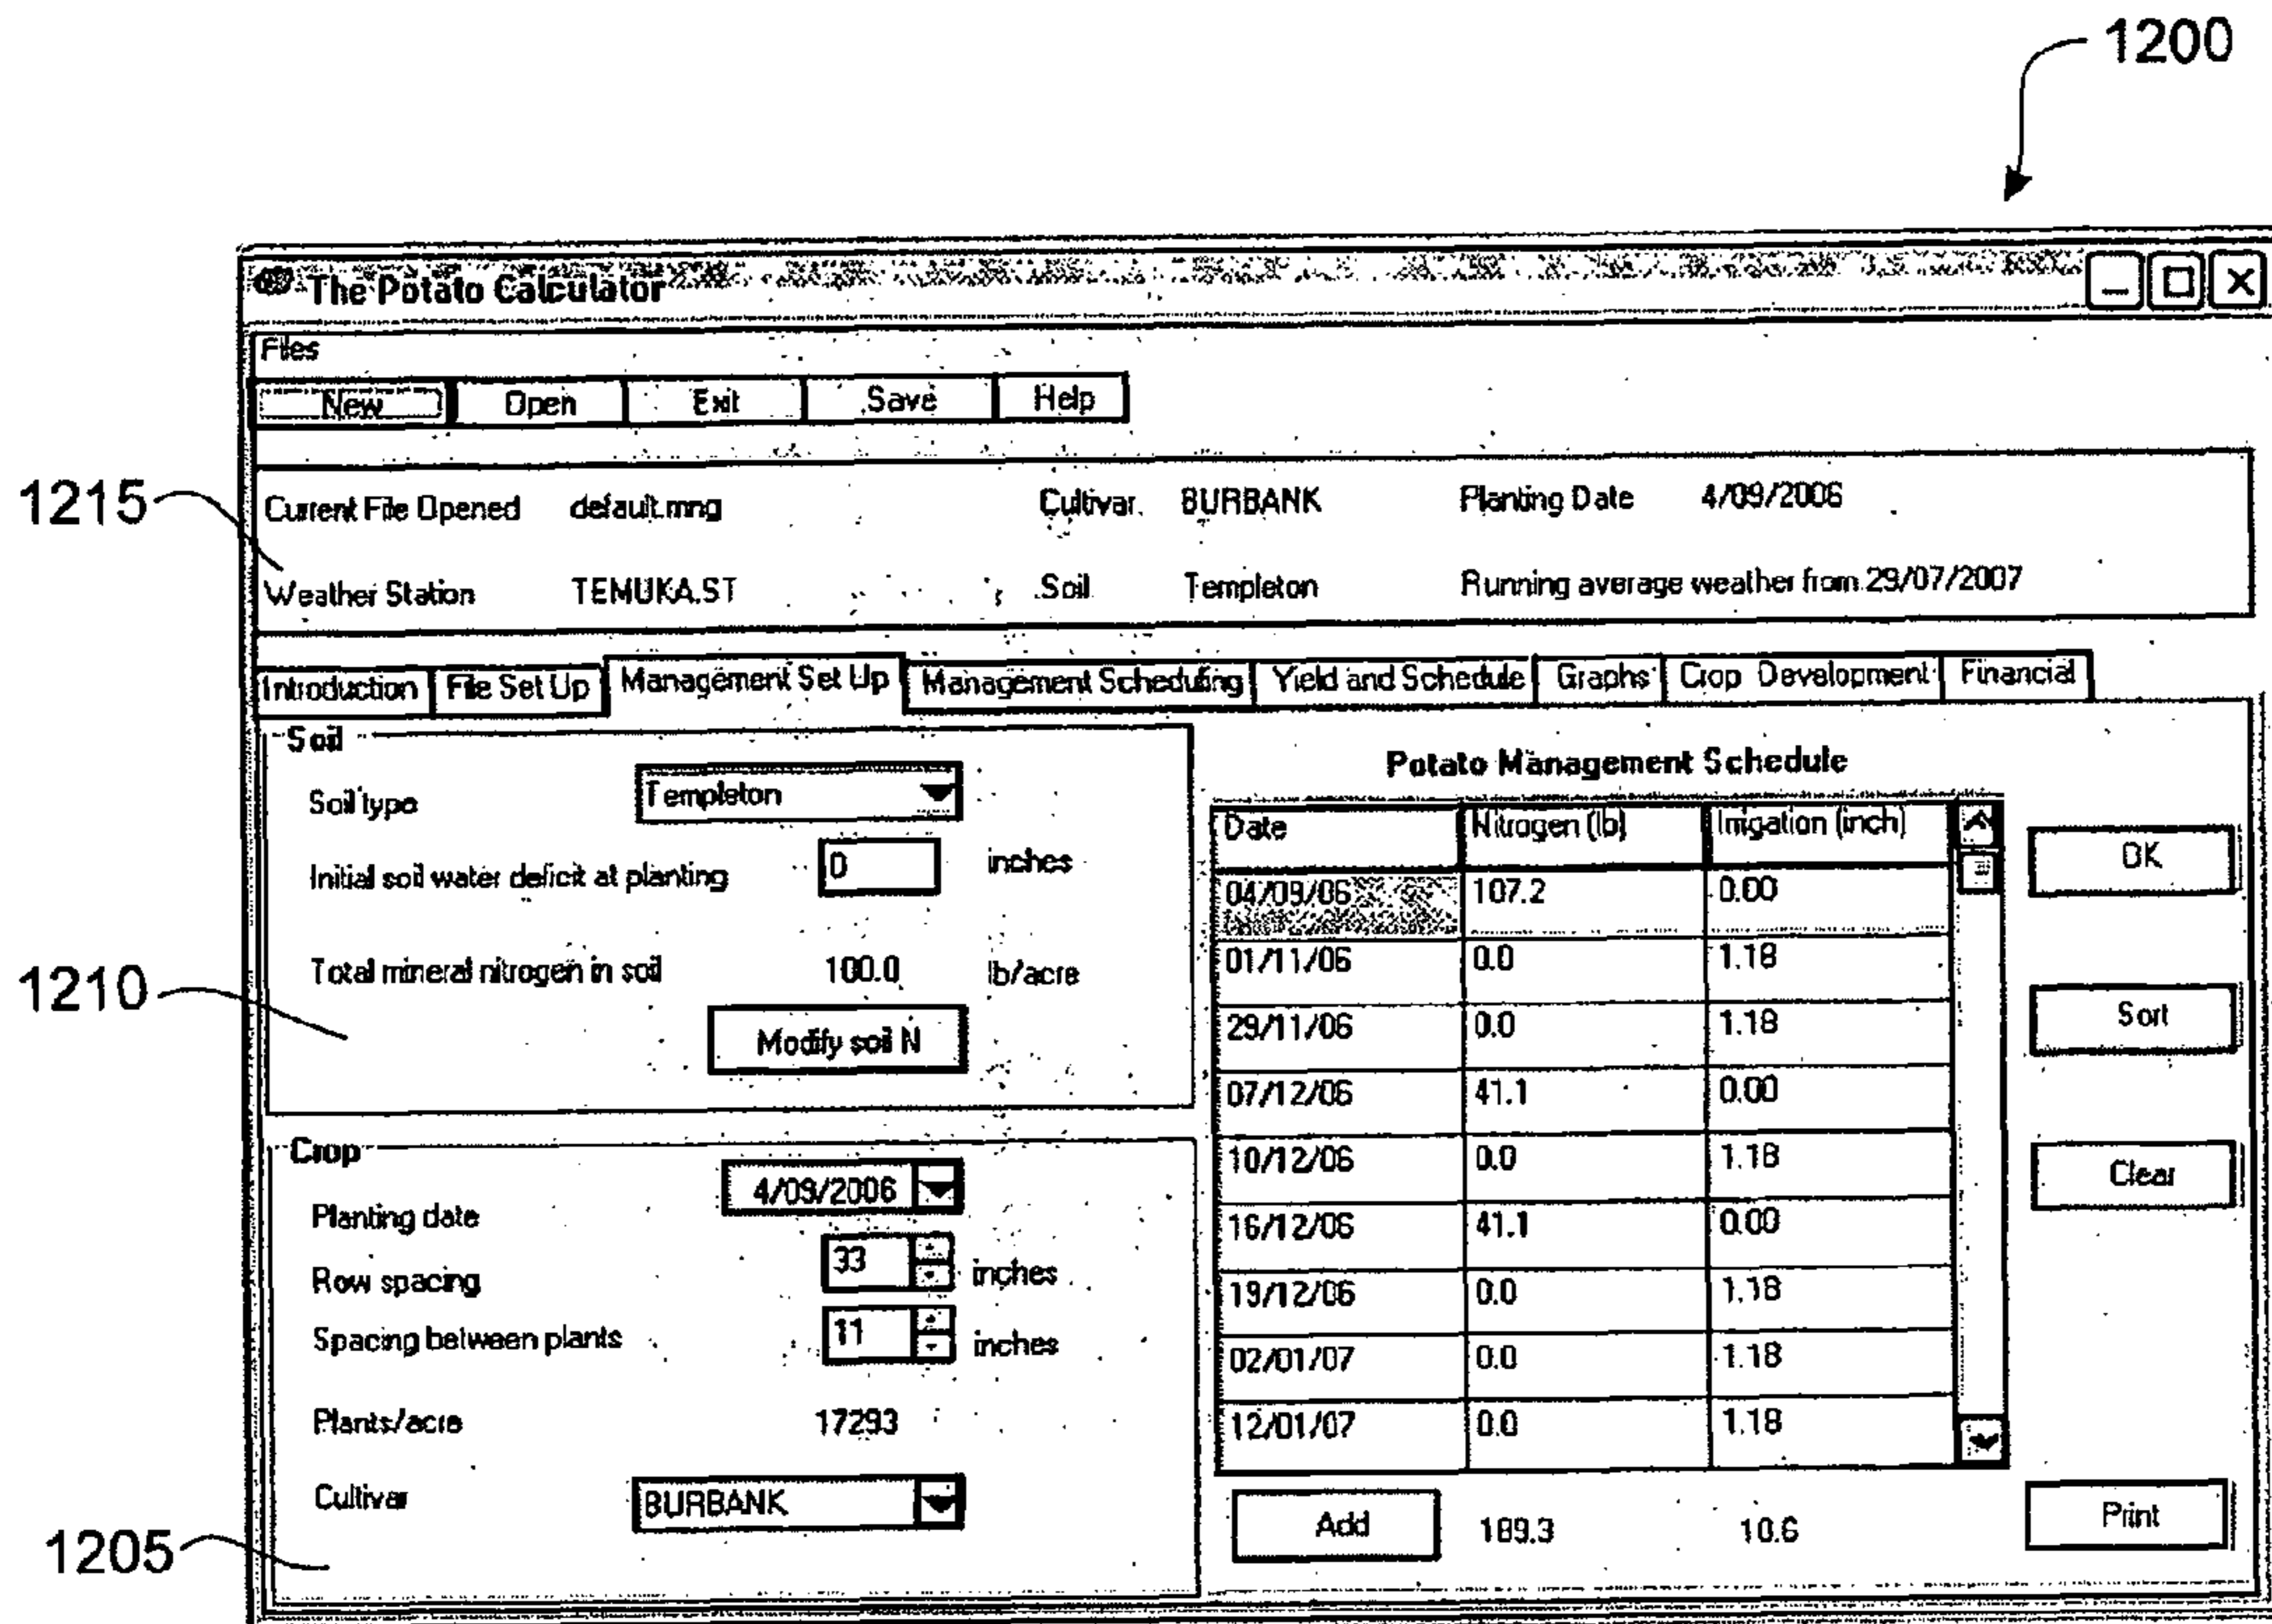 1200
The Potato Calculator
Files
New Open Exit Save Help
1215
Current File Opened default.mng Cultivar. BURBANK Planting Date 4/09/2006
Weather Station TEMUKA.ST Soil Templeton Running average weather from 29/07/2007
Introduction File Set Up Management Set Up Management Scheduling Yield and Schedule Graphs Crop Development Financial
Soil
Soil type Templeton
Initial soil water deficit at planting 0 inches
Total mineral nitrogen in soil 100.0 lb/acre
1210
Modify soil N
Crop
Planting date 4/09/2006
Row spacing 33 inches
Spacing between plants 11 inches
Plants/acre 17293
Cultivar BURBANK
1205
Potato Management Schedule
Date Nitrogen (lb) Irrigation (inch)
04/09/06 107.2 0.00
01/11/06 0.0 1.18
29/11/06 0.0 1.18
07/12/06 41.1 0.00
10/12/06 0.0 1.18
16/12/06 41.1 0.00
19/12/06 0.0 1.18
02/01/07 0.0 1.18
12/01/07 0.0 1.18
Add 189.3 10.6
OK
Sort
Clear
Print